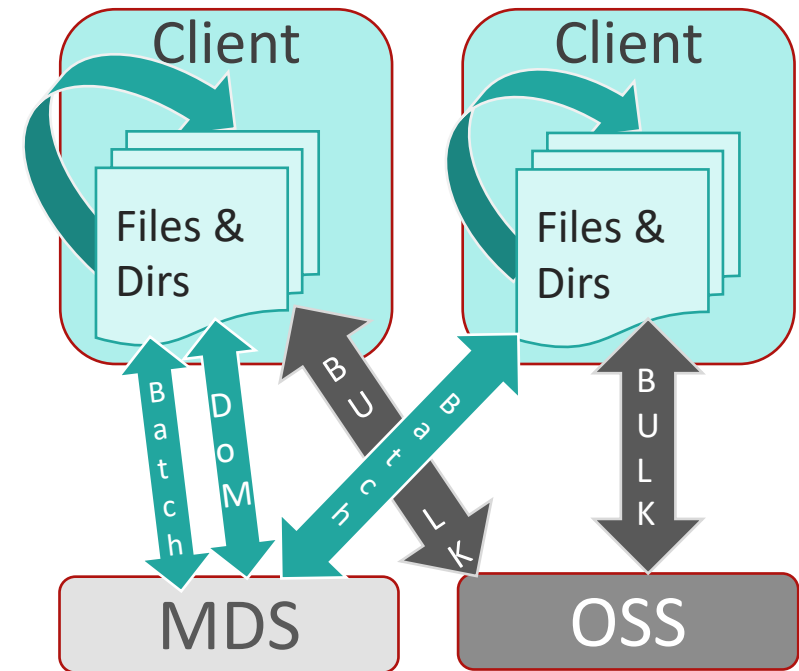 Client
Client
Files &
Dirs
Files &
Dirs
Batch
DoM
BULK
Batch
BULK
MDS
OSS